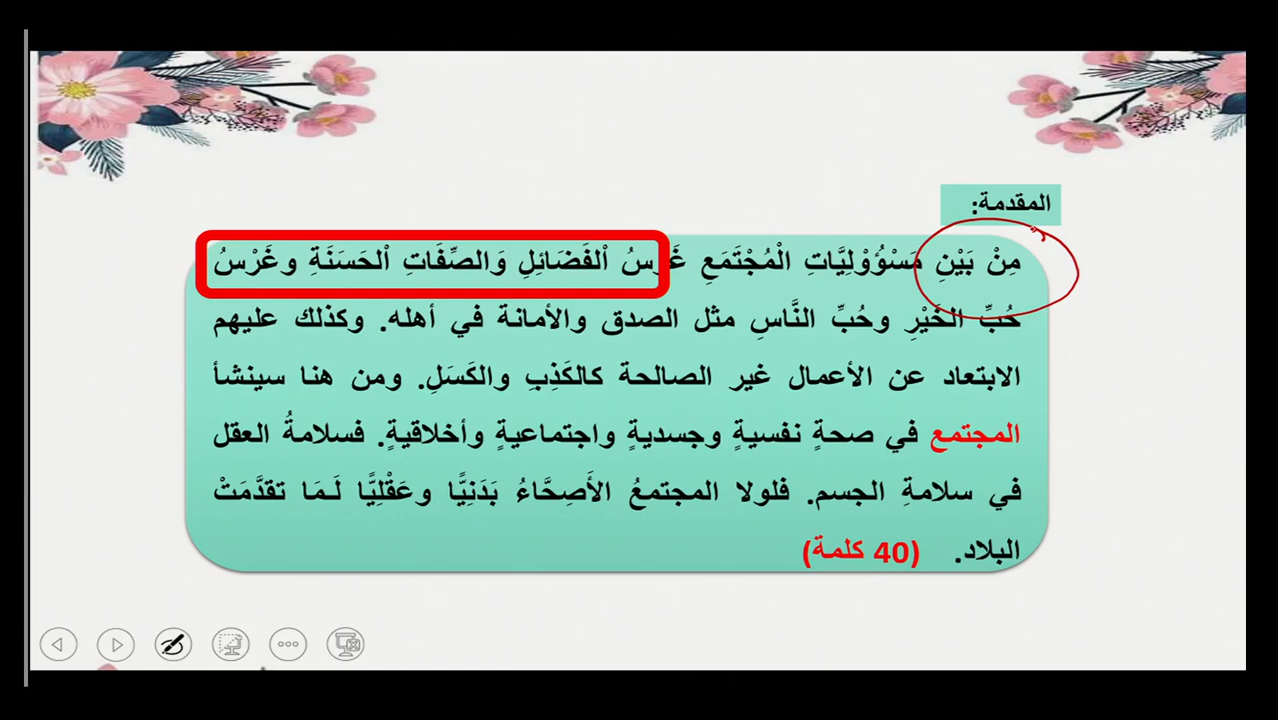 المقدمة:
مِنْ بَيْنِ مَسْؤُوْلِيَّاتِ الْمُجْتَمَعِ غَرْسُ ٱلْفَضَائِلِ وَالصِّفَاتِ ٱلْحَسَنَةِ وغَرْسُ
حُبِّ الخَيْرِ وحُبِّ النَّاسِ مثل الصدق والأمانة في أهله. وكذلك عليهم
الابتعاد عن الأعمال غير الصالحة كالكَذِبِ والكَسَلِ. ومن هنا سينشأ
المجتمع في صحةٍ نفسيةٍ وجسديةٍ واجتماعيةٍ وأخلاقيةٍ. فسلامةُ العقل
في سلامةِ الجسم. فلولا المجتمعُ الأَصِحَّاءُ بَدَنِيًّا وعَقْلِيًّا لَـمَا تقدَّمَتْ
البلاد. (40 كلمة)